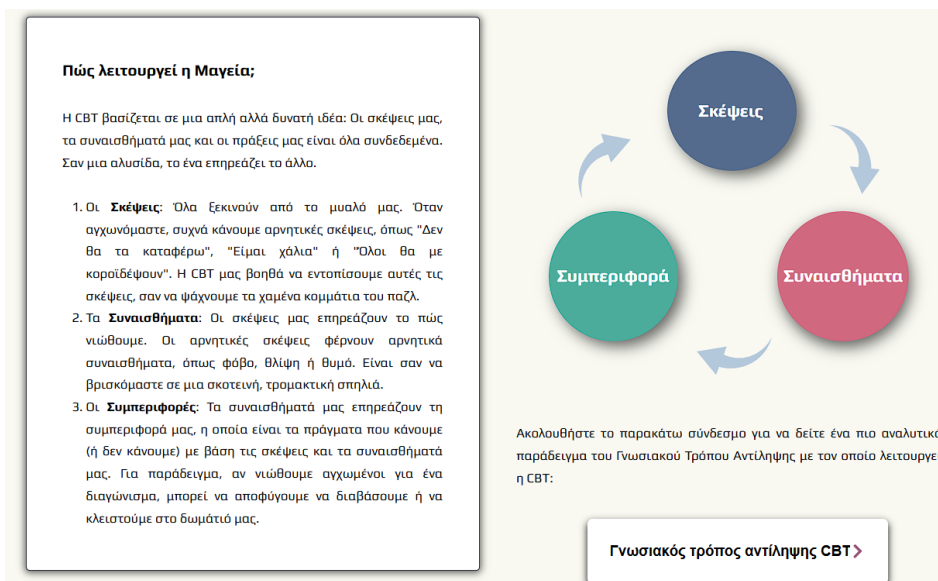 Πώς λειτουργεί η Μαγεία;
Η CBT βασίζεται σε μια απλή αλλά δυνατή ιδέα: Οι σκέψεις μας,
τα συναισθήματά μας και οι πράξεις μας είναι όλα συνδεδεμένα.
Σαν μια αλυσίδα, το ένα επηρεάζει το άλλο.
1. Οι Σκέψεις: Όλα ξεκινούν από το μυαλό μας. Όταν
αγχωνόμαστε, συχνά κάνουμε αρνητικές σκέψεις, όπως "Δεν
θα τα καταφέρω", "Είμαι χάλια" ή "Όλοι θα με
κοροϊδέψουν". Η CBT μας βοηθά να εντοπίσουμε αυτές τις
σκέψεις, σαν να ψάχνουμε τα χαμένα κομμάτια του παζλ.
2. Τα Συναισθήματα: Οι σκέψεις μας επηρεάζουν το πώς
νιώθουμε. Οι αρνητικές σκέψεις φέρνουν αρνητικά
συναισθήματα, όπως φόβο, θλίψη ή θυμό. Είναι σαν να
βρισκόμαστε σε μια σκοτεινή, τρομακτική σπηλιά.
3. Οι Συμπεριφορές: Τα συναισθήματά μας επηρεάζουν τη
συμπεριφορά μας, η οποία είναι τα πράγματα που κάνουμε
(ή δεν κάνουμε) με βάση τις σκέψεις και τα συναισθήματά
μας. Για παράδειγμα, αν νιώθουμε αγχωμένοι για ένα
διαγώνισμα, μπορεί να αποφύγουμε να διαβάσουμε ή να
κλειστούμε στο δωμάτιό μας.
Σκέψεις
Συμπεριφορά
Συναισθήματα
Ακολουθήστε το παρακάτω σύνδεσμο για να δείτε ένα πιο αναλυτικό
παράδειγμα του Γνωσιακού Τρόπου Αντίληψης με τον οποίο λειτουργεί
η CBT:
Γνωσιακός τρόπος αντίληψης CBT